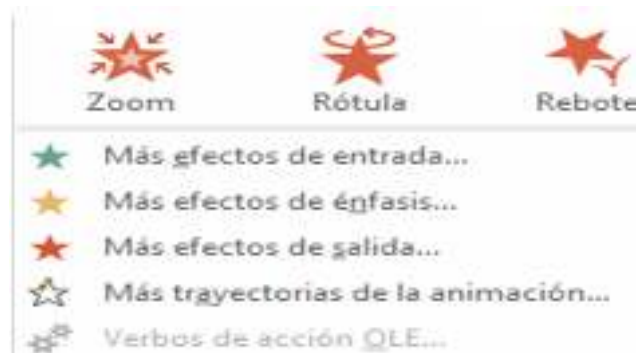 Zoom Rótula Rebote
Más efectos de entrada...
Más efectos de énfasis...
Más efectos de salida...
Más trayectorias de la animación...
Verbos de acción OLE...